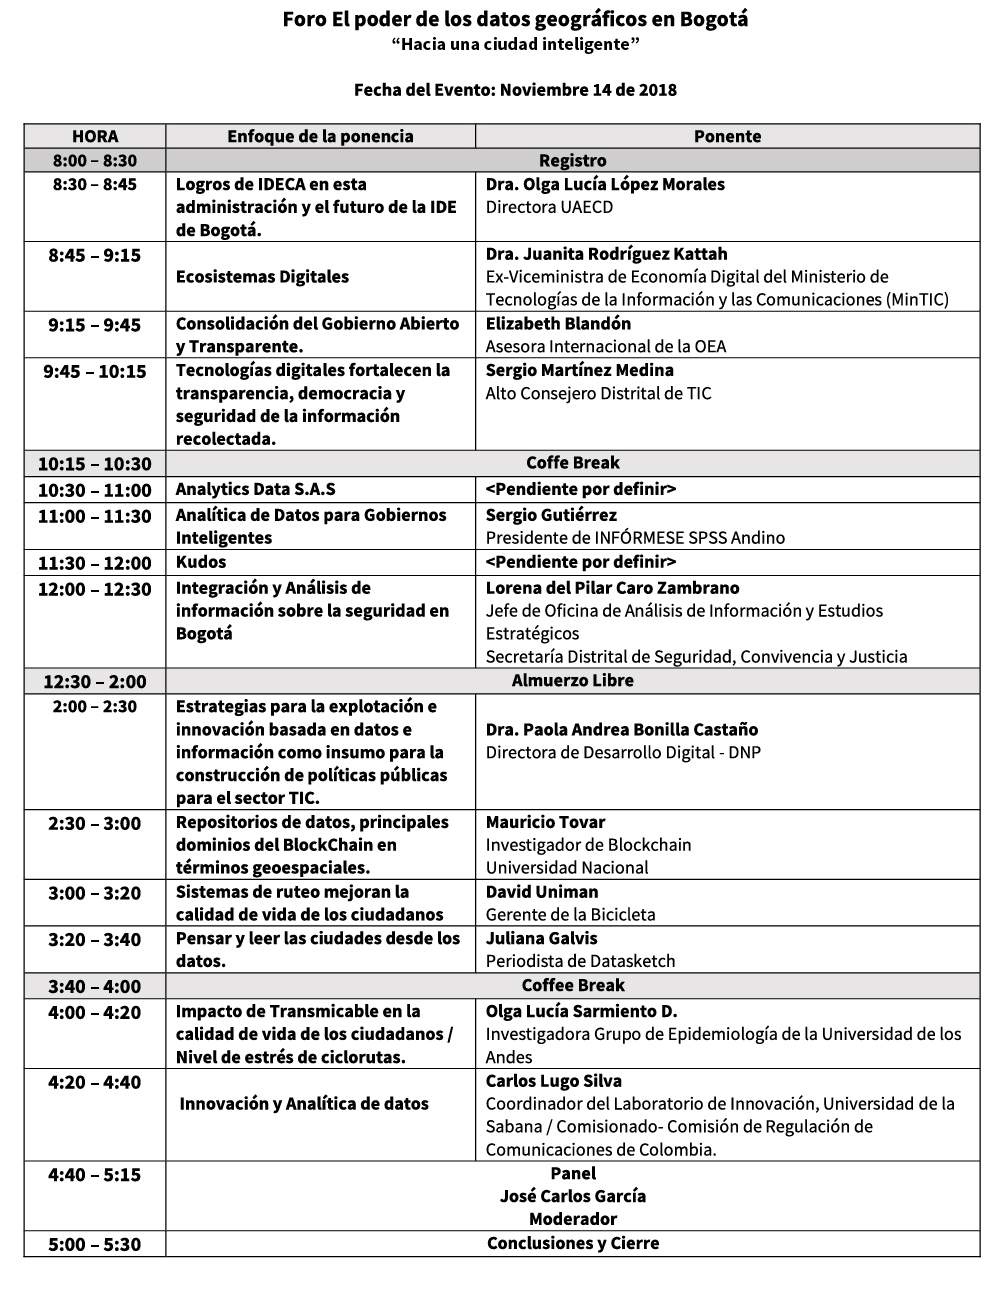 Foro El poder de los datos geográficos en Bogotá
“Hacia una ciudad inteligente”
Fecha del Evento: Noviembre 14 de 2018
HORA
Enfoque de la ponencia
Ponente
8:00 – 8:30
Registro
8:30 – 8:45
Logros de IDECA en esta
administración y el futuro de la IDE
de Bogotá.
Dra. Olga Lucía López Morales
Directora UAECD
8:45 – 9:15
Ecosistemas Digitales
Dra. Juanita Rodríguez Kattah
Ex-Viceministra de Economía Digital del Ministerio de
Tecnologías de la Información y las Comunicaciones (MinTIC)
9:15 – 9:45
Consolidación del Gobierno Abierto
y Transparente.
Elizabeth Blandón
Asesora Internacional de la OEA
9:45 – 10:15
Tecnologías digitales fortalecen la
transparencia, democracia y
seguridad de la información
recolectada.
Sergio Martínez Medina
Alto Consejero Distrital de TIC
10:15 – 10:30
Coffe Break
10:30 – 11:00
Analytics Data S.A.S
<Pendiente por definir>
11:00 – 11:30
Analítica de Datos para Gobiernos
Inteligentes
Sergio Gutiérrez
Presidente de INFÓRMESE SPSS Andino
11:30 – 12:00
Kudos
<Pendiente por definir>
12:00 – 12:30
Integración y Análisis de
información sobre la seguridad en
Bogotá
Lorena del Pilar Caro Zambrano
Jefe de Oficina de Análisis de Información y Estudios
Estratégicos
Secretaría Distrital de Seguridad, Convivencia y Justicia
12:30 – 2:00
Almuerzo Libre
2:00 – 2:30
Estrategias para la explotación e
innovación basada en datos e
información como insumo para la
construcción de políticas públicas
para el sector TIC.
Dra. Paola Andrea Bonilla Castaño
Directora de Desarrollo Digital - DNP
2:30 – 3:00
Repositorios de datos, principales
dominios del BlockChain en
términos geoespaciales.
Mauricio Tovar
Investigador de Blockchain
Universidad Nacional
3:00 – 3:20
Sistemas de ruteo mejoran la
calidad de vida de los ciudadanos
David Uniman
Gerente de la Bicicleta
3:20 – 3:40
Pensar y leer las ciudades desde los
datos.
Juliana Galvis
Periodista de Datasketch
3:40 – 4:00
Coffee Break
4:00 – 4:20
Impacto de Transmicable en la
calidad de vida de los ciudadanos /
Nivel de estrés de ciclorutas.
Olga Lucía Sarmiento D.
Investigadora Grupo de Epidemiología de la Universidad de los
Andes
4:20 – 4:40
Innovación y Analítica de datos
Carlos Lugo Silva
Coordinador del Laboratorio de Innovación, Universidad de la
Sabana / Comisionado- Comisión de Regulación de
Comunicaciones de Colombia.
4:40 – 5:15
Panel
José Carlos García
Moderador
5:00 – 5:30
Conclusiones y Cierre